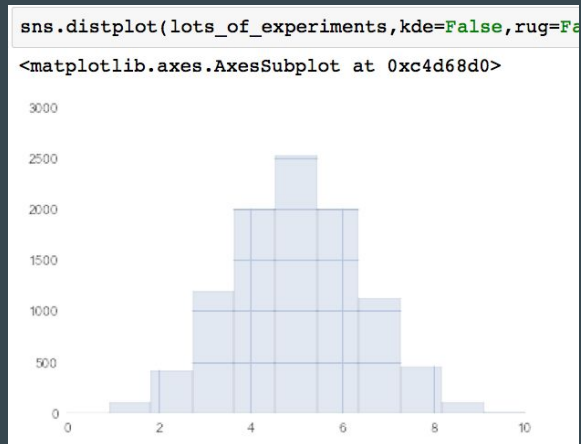 sns.distplot(lots_of_experiments,kde=False,rug=Fa
<matplotlib.axes.AxesSubplot at 0xc4d68d0>
3000
2500
2000
1500
1000
500
0
0 2 4 6 8 10